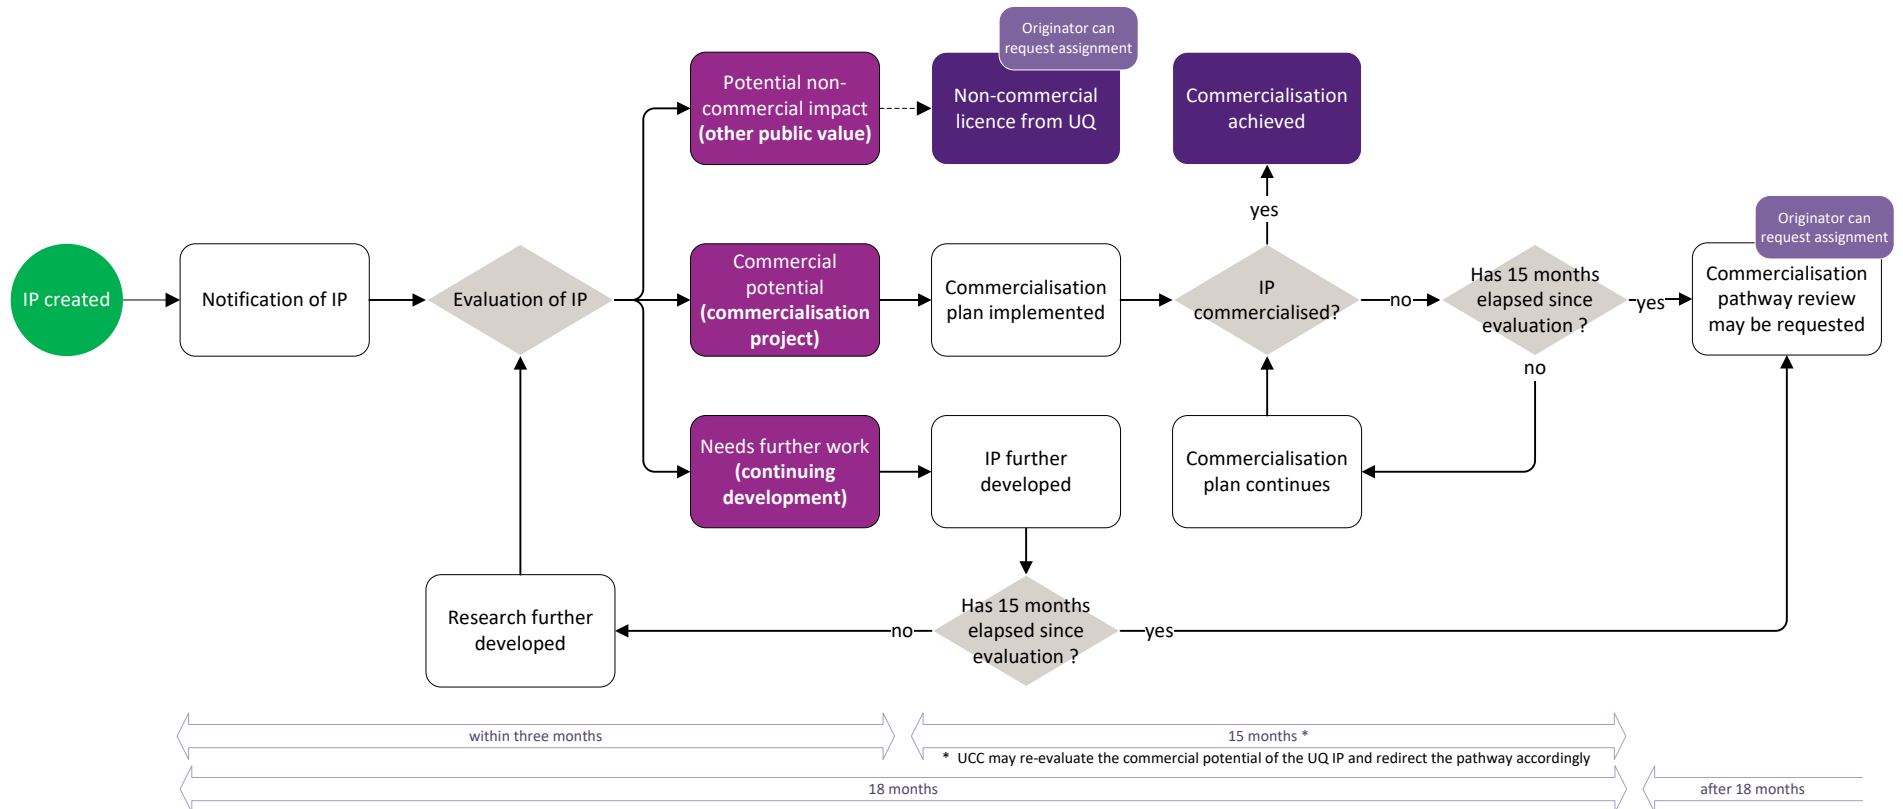 Originator can
request assignment
Potential non-
commercial impact
(other public value)
Non-commercial
licence from UQ
Commercialisation
achieved
yes
Originator can
request assignment
IP created
Notification of IP
Evaluation of IP
Commercial
potential
(commercialisation
project)
Commercialisation
plan implemented
IP
commercialised?
no
Has 15 months
elapsed since
evaluation ?
yes
Commercialisation
pathway review
may be requested
no
Needs further work
(continuing
development)
IP further
developed
Commercialisation
plan continues
Research further
developed
no
Has 15 months
elapsed since
evaluation ?
yes
within three months
15 months *
* UCC may re-evaluate the commercial potential of the UQ IP and redirect the pathway accordingly
18 months
after 18 months